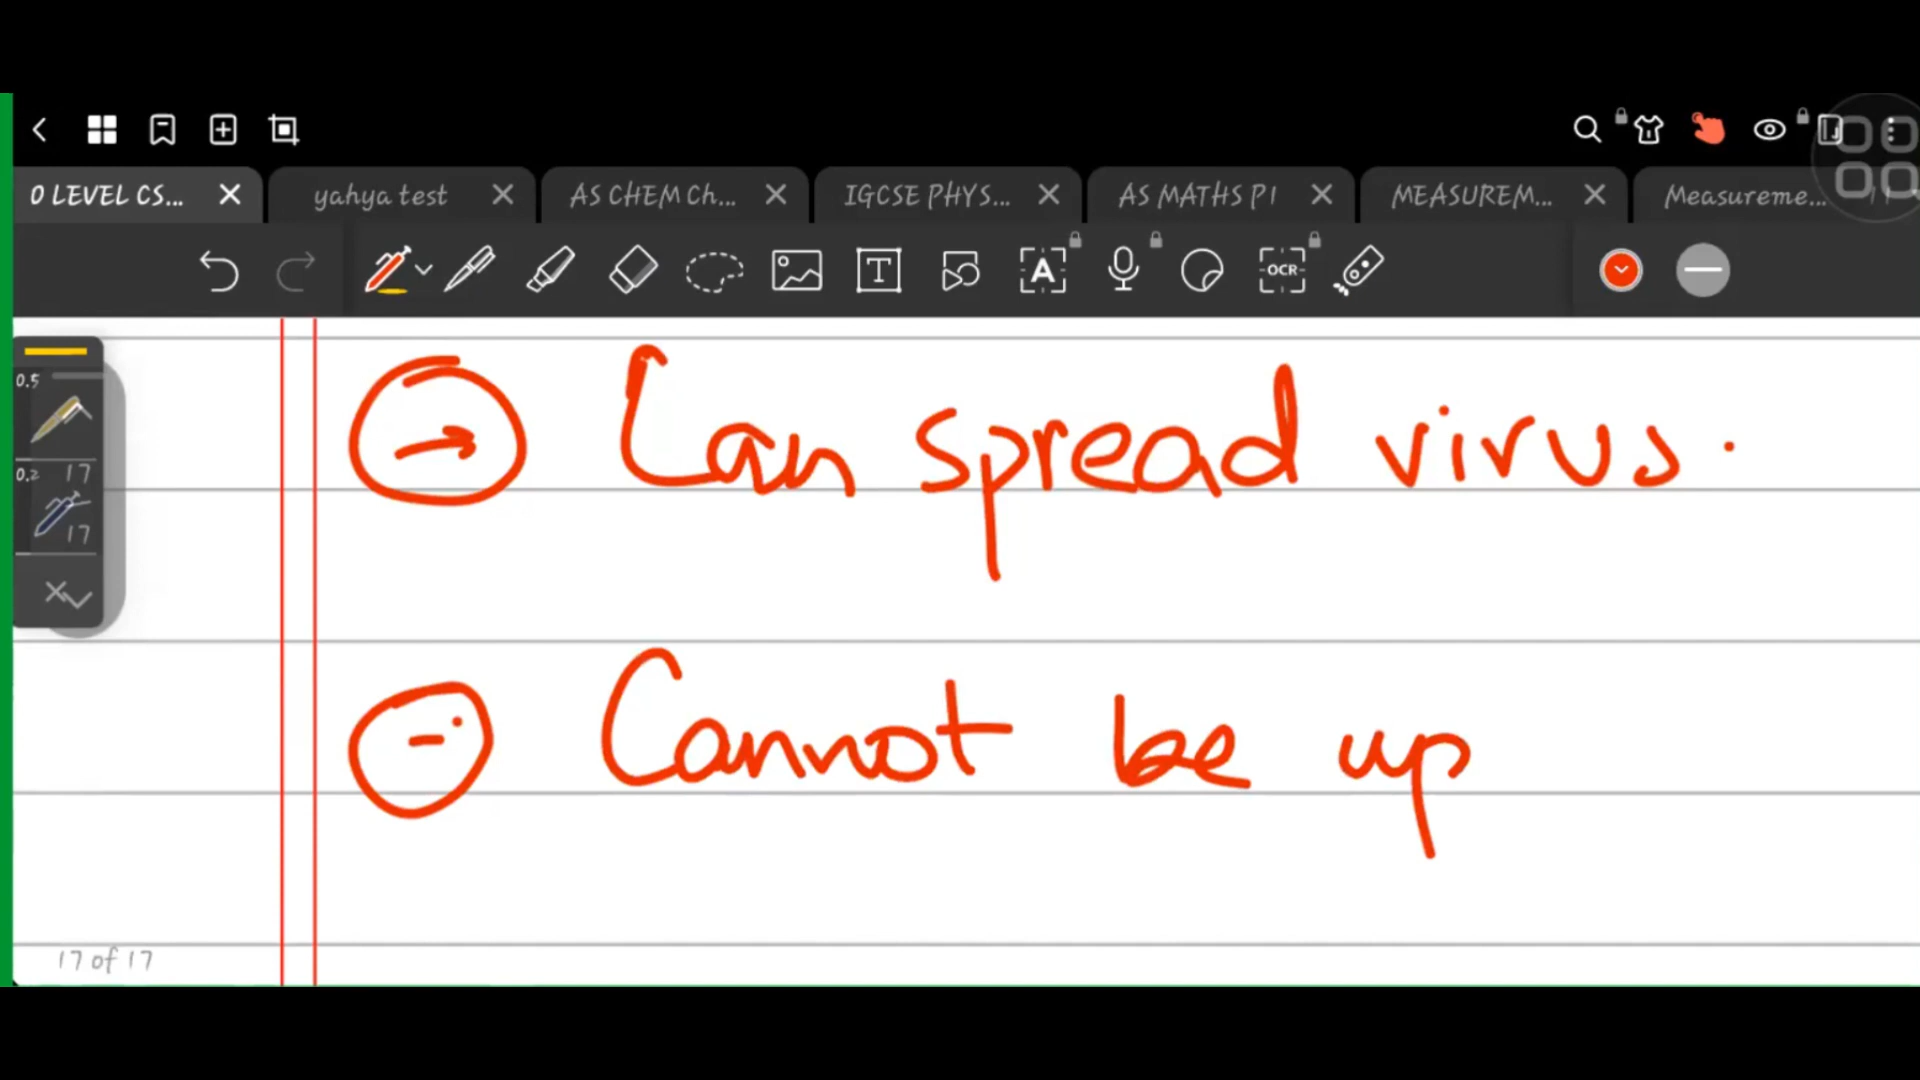 O LEVEL CS... yahya test AS CHEM Ch... IGCSE PHYS... AS MATHS P1 MEASUREM... Measureme...
T A OCR
0.5
0.2 17
17
Can spread virus.
Cannot be up
17 of 17